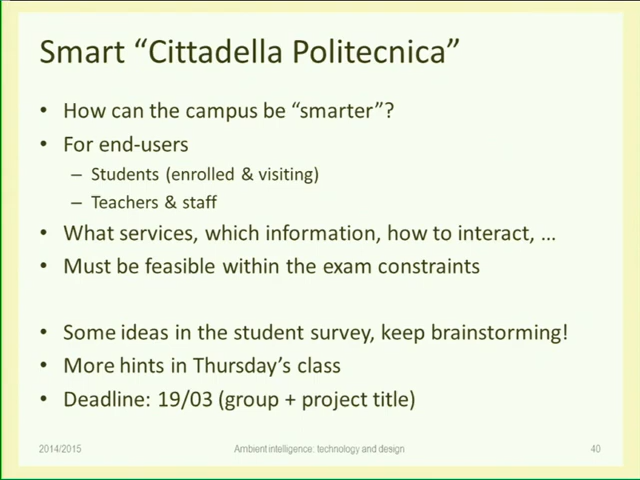 Smart “Cittadella Politecnica”
• How can the campus be “smarter”?
• For end-users
– Students (enrolled & visiting)
– Teachers & staff
• What services, which information, how to interact, …
• Must be feasible within the exam constraints
• Some ideas in the student survey, keep brainstorming!
• More hints in Thursday’s class
• Deadline: 19/03 (group + project title)
2014/2015 Ambient intelligence: technology and design 40